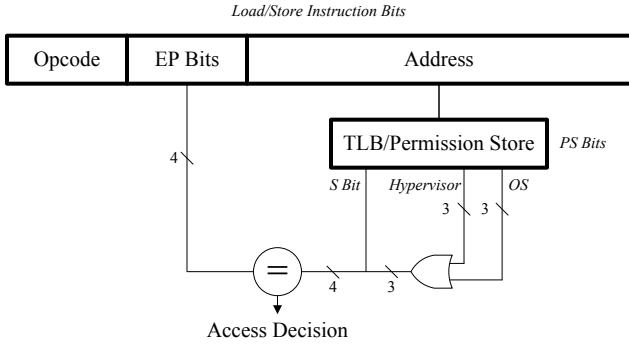 Load/Store Instruction Bits
Opcode EP Bits Address
TLB/Permission Store PS Bits
S Bit Hypervisor OS
4
3 3
=
4 3
Access Decision